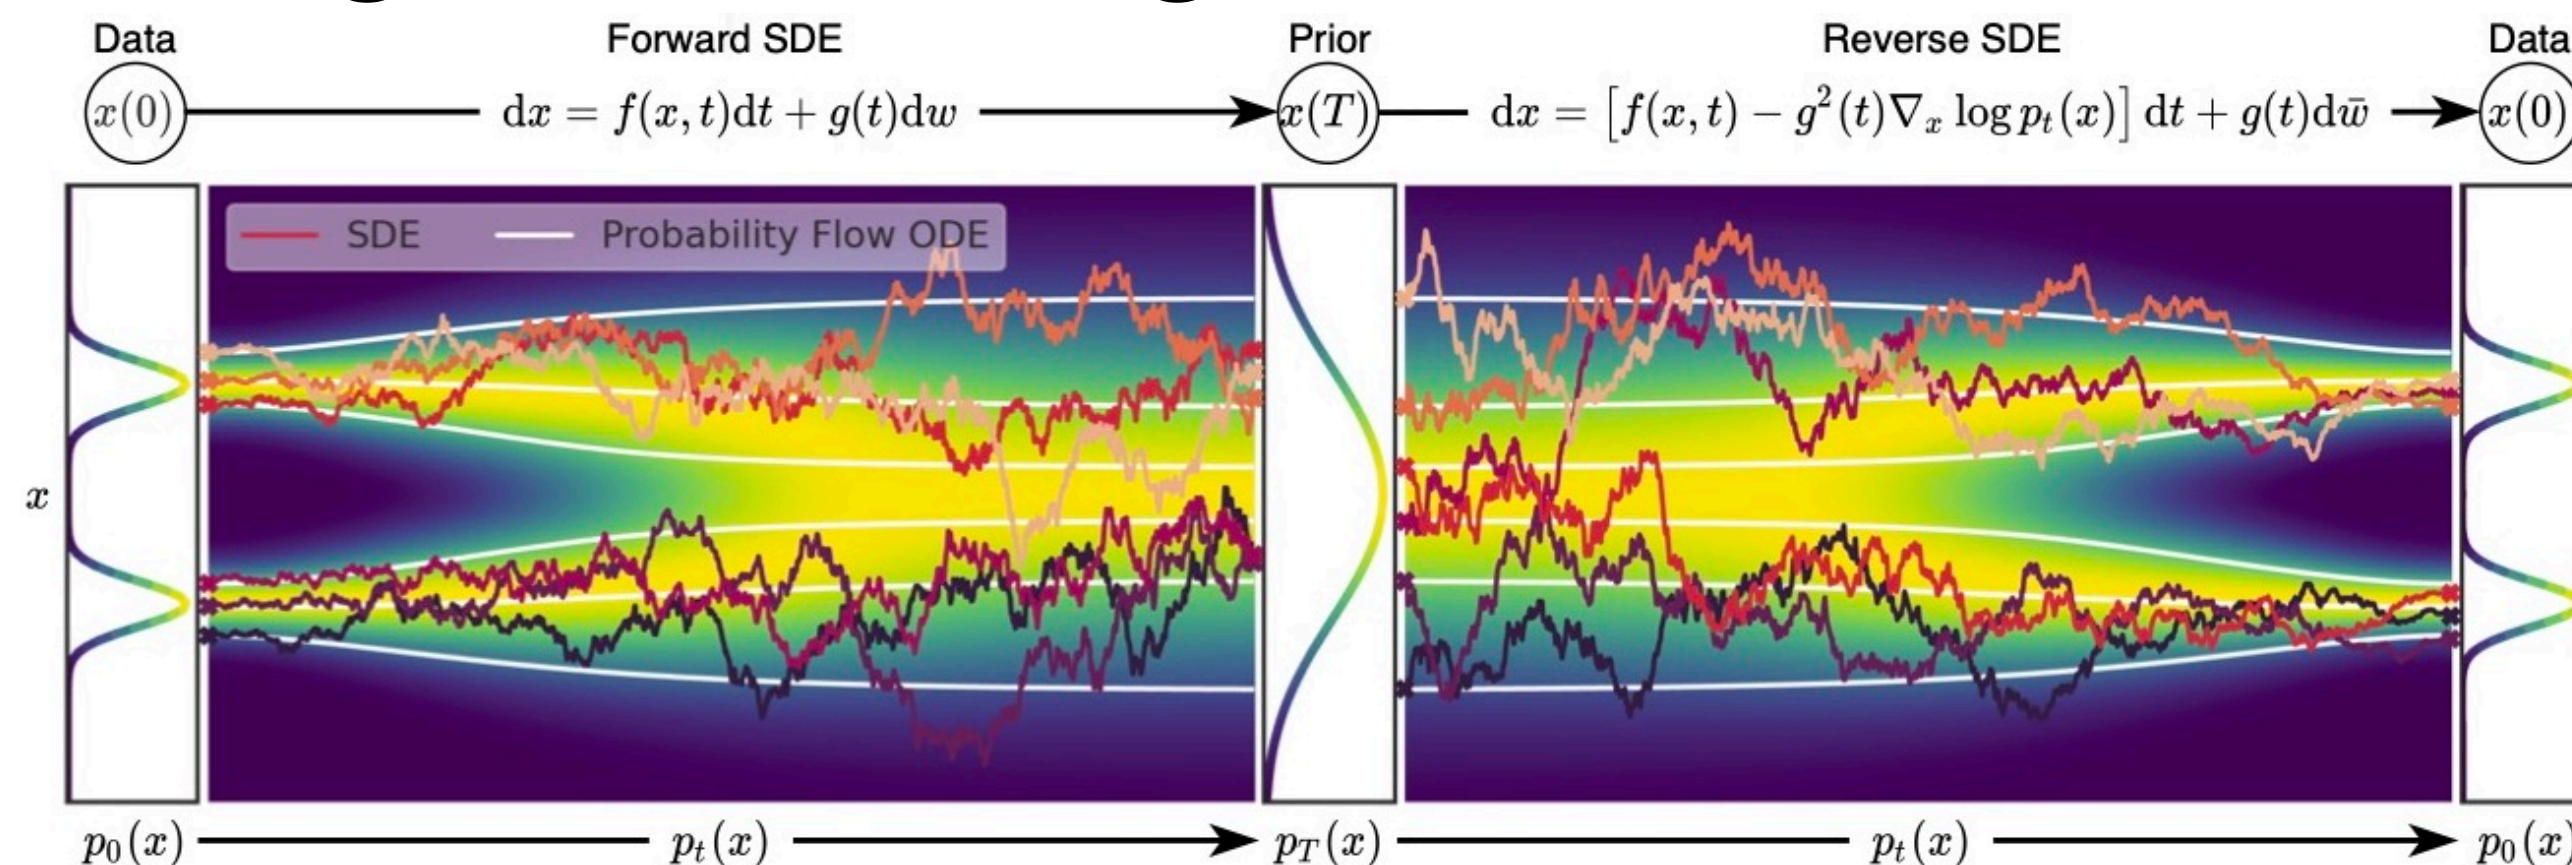 Data Forward SDE Prior Reverse SDE Data
x(0) dx = f(x, t)dt + g(t)dw x(T) dx = [f(x, t) − g²(t)∇ₓ log pₜ(x)] dt + g(t)dw̄ x(0)
SDE Probability Flow ODE
x
p₀(x) pₜ(x) p_T(x) pₜ(x) p₀(x)